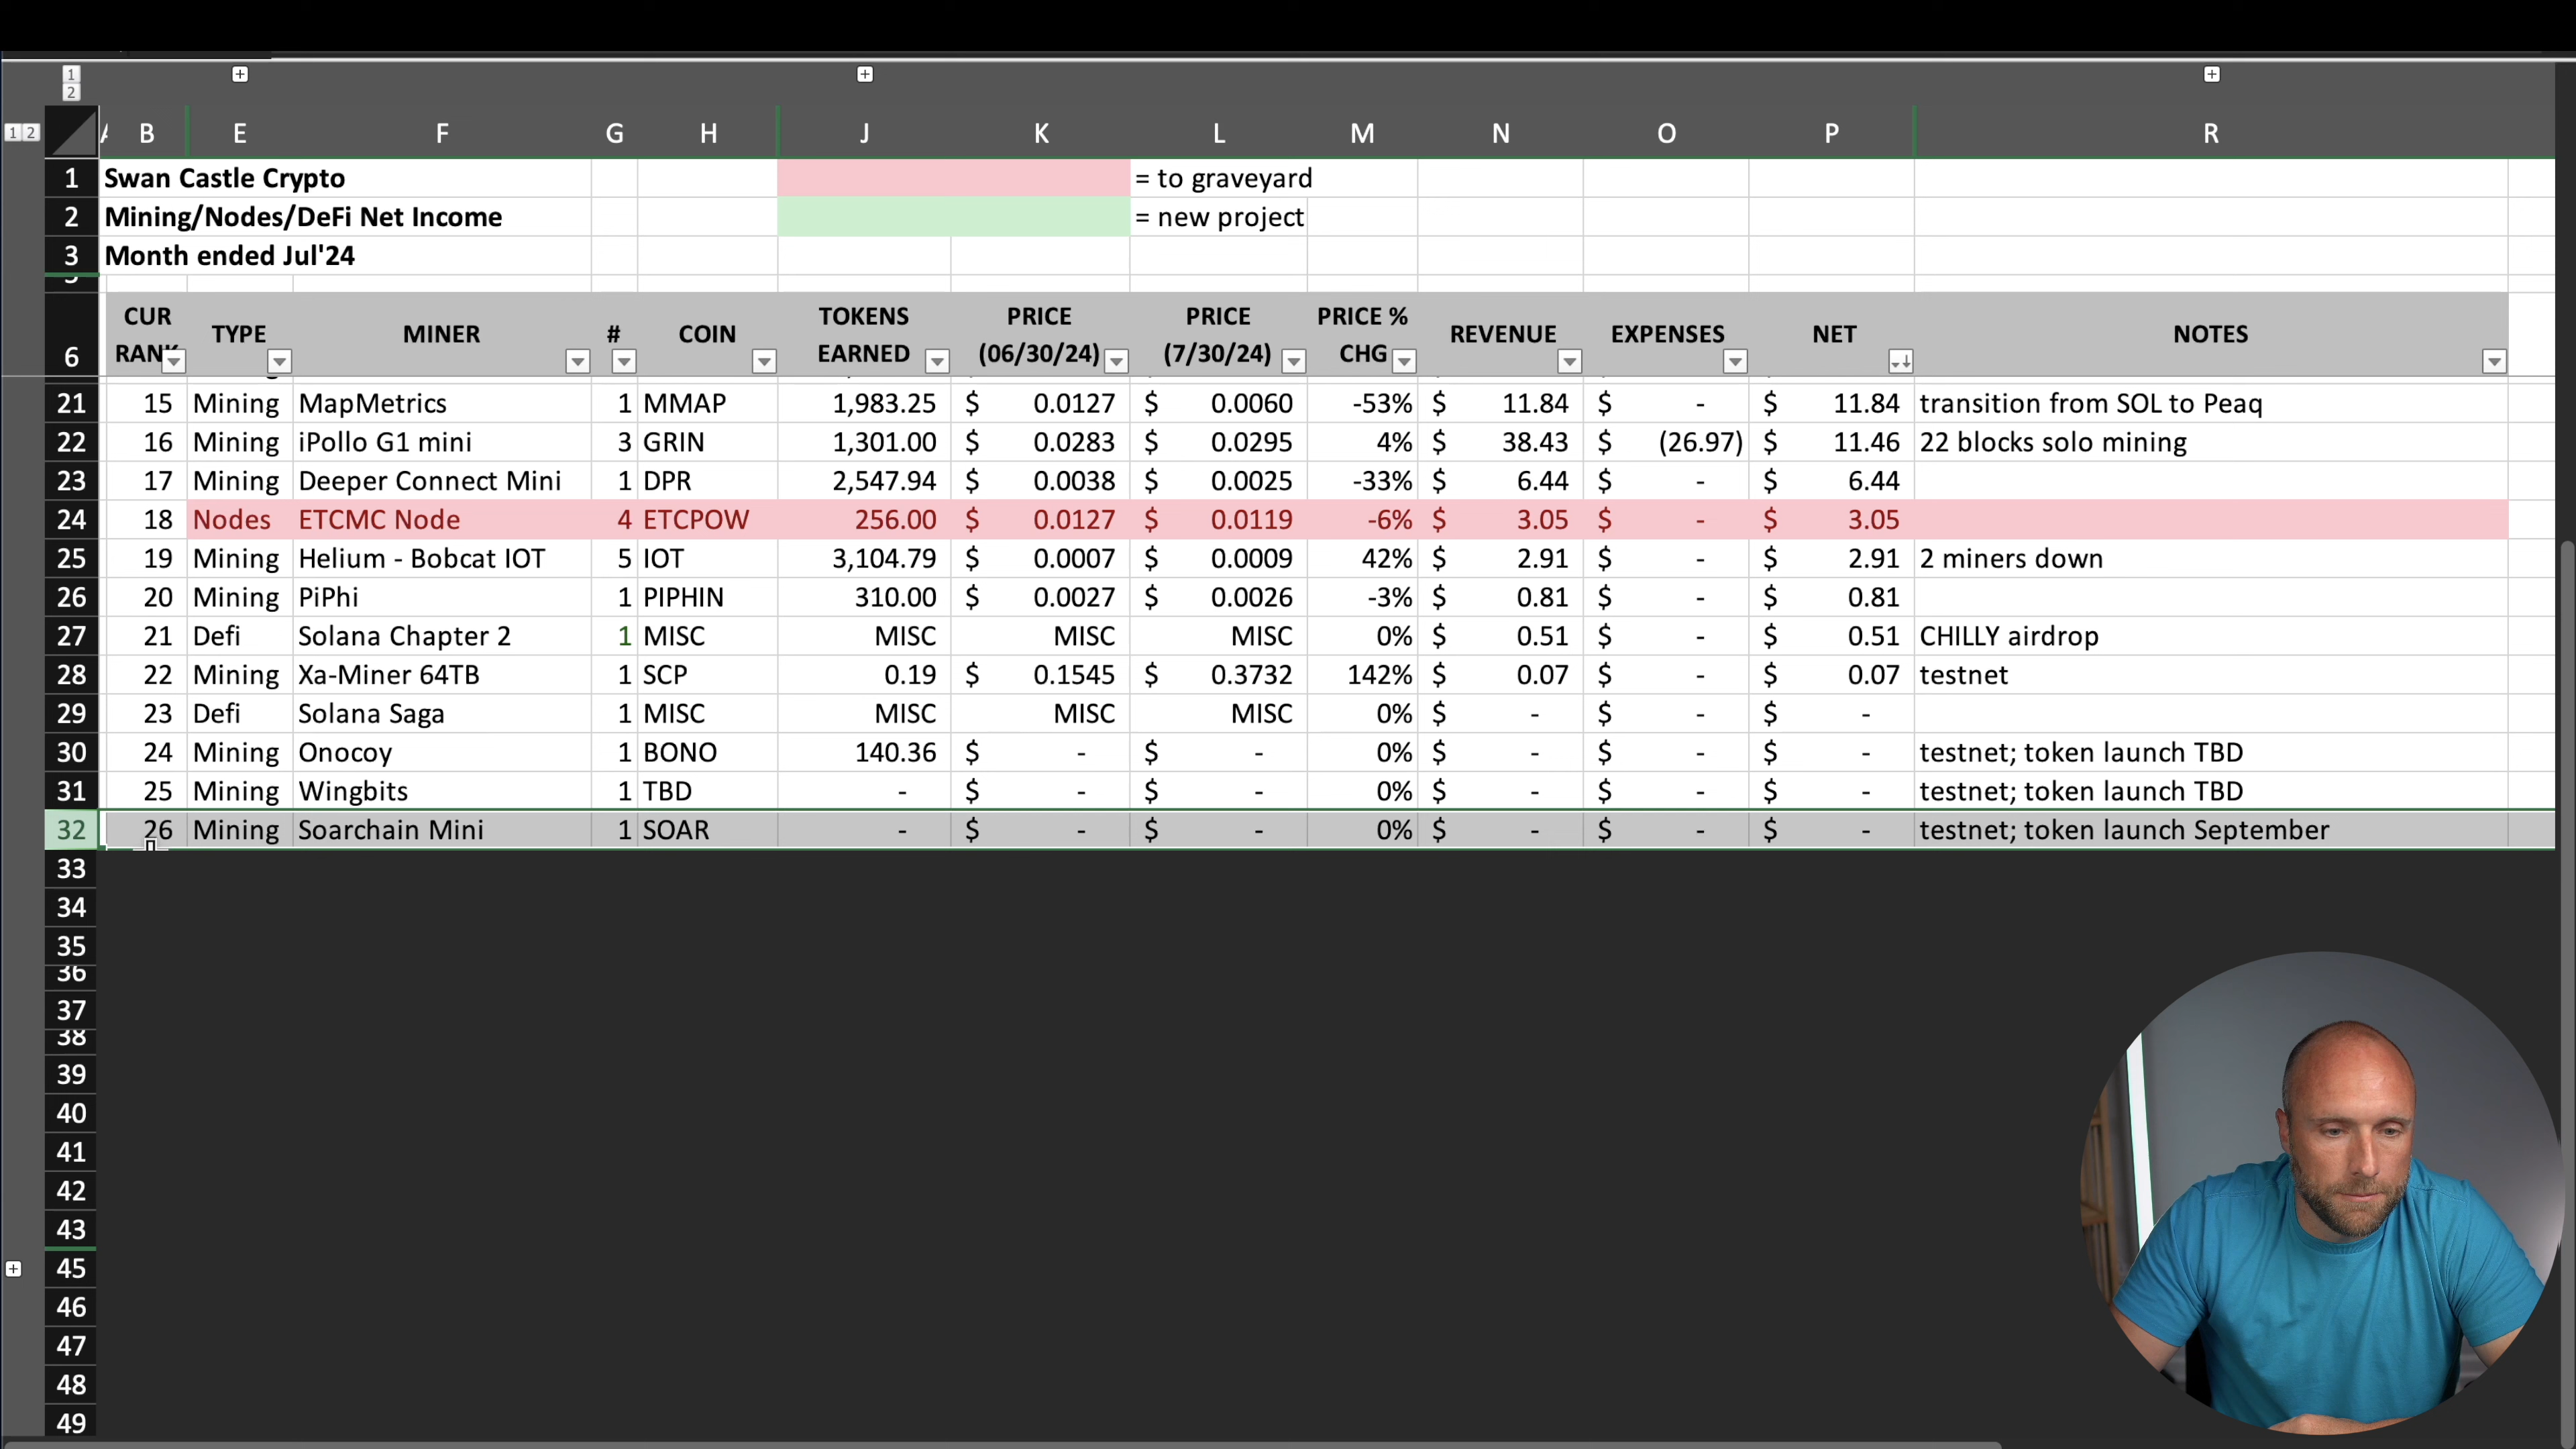 1
2
1 2
B E F G H J K L M N O P R
1 Swan Castle Crypto = to graveyard
2 Mining/Nodes/DeFi Net Income = new project
3 Month ended Jul'24
6 CUR RANK TYPE MINER # COIN TOKENS EARNED PRICE (06/30/24) PRICE (7/30/24) PRICE % CHG REVENUE EXPENSES NET NOTES
21 15 Mining MapMetrics 1 MMAP 1,983.25 $ 0.0127 $ 0.0060 -53% $ 11.84 $ - $ 11.84 transition from SOL to Peaq
22 16 Mining iPollo G1 mini 3 GRIN 1,301.00 $ 0.0283 $ 0.0295 4% $ 38.43 $ (26.97) $ 11.46 22 blocks solo mining
23 17 Mining Deeper Connect Mini 1 DPR 2,547.94 $ 0.0038 $ 0.0025 -33% $ 6.44 $ - $ 6.44
24 18 Nodes ETCMC Node 4 ETCPOW 256.00 $ 0.0127 $ 0.0119 -6% $ 3.05 $ - $ 3.05
25 19 Mining Helium - Bobcat IOT 5 IOT 3,104.79 $ 0.0007 $ 0.0009 42% $ 2.91 $ - $ 2.91 2 miners down
26 20 Mining PiPhi 1 PIPHIN 310.00 $ 0.0027 $ 0.0026 -3% $ 0.81 $ - $ 0.81
27 21 Defi Solana Chapter 2 1 MISC MISC MISC MISC 0% $ 0.51 $ - $ 0.51 CHILLY airdrop
28 22 Mining Xa-Miner 64TB 1 SCP 0.19 $ 0.1545 $ 0.3732 142% $ 0.07 $ - $ 0.07 testnet
29 23 Defi Solana Saga 1 MISC MISC MISC MISC 0% $ - $ - $ -
30 24 Mining Onocoy 1 BONO 140.36 $ - $ - 0% $ - $ - $ - testnet; token launch TBD
31 25 Mining Wingbits 1 TBD - $ - $ - 0% $ - $ - $ - testnet; token launch TBD
32 26 Mining Soarchain Mini 1 SOAR - $ - $ - 0% $ - $ - $ - testnet; token launch September
33
34
35
36
37
38
39
40
41
42
43
45
46
47
48
49